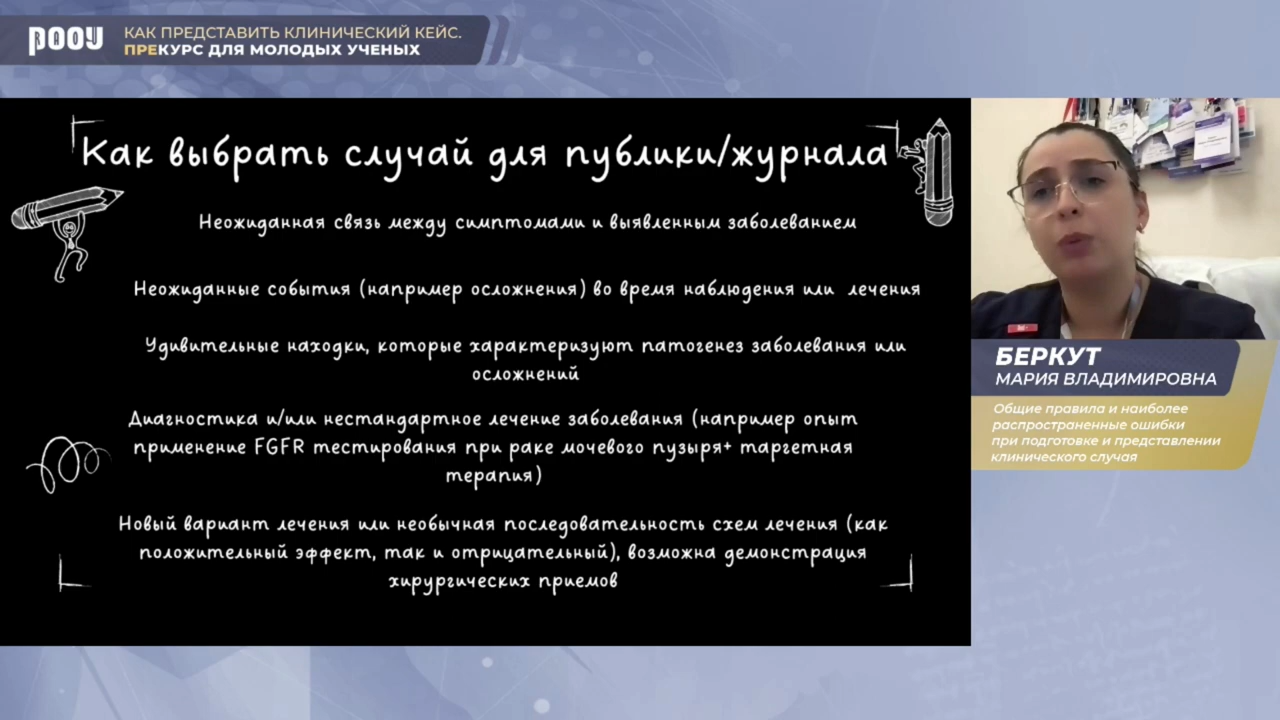 РООУ
КАК ПРЕДСТАВИТЬ КЛИНИЧЕСКИЙ КЕЙС.
ПРЕКУРС ДЛЯ МОЛОДЫХ УЧЕНЫХ
Как выбрать случай для публики/журнала
Неожиданная связь между симптомами и выявленным заболеванием
Неожиданные события (например осложнения) во время наблюдения или лечения
Удивительные находки, которые характеризуют патогенез заболевания или
осложнений
Диагностика и/или нестандартное лечение заболевания (например опыт
применение FGFR тестирования при раке мочевого пузыря+ таргетная
терапия)
Новый вариант лечения или необычная последовательность схем лечения (как
положительный эффект, так и отрицательный), возможна демонстрация
хирургических приемов
БЕРКУТ
МАРИЯ ВЛАДИМИРОВНА
Общие правила и наиболее
распространенные ошибки
при подготовке и представлении
клинического случая